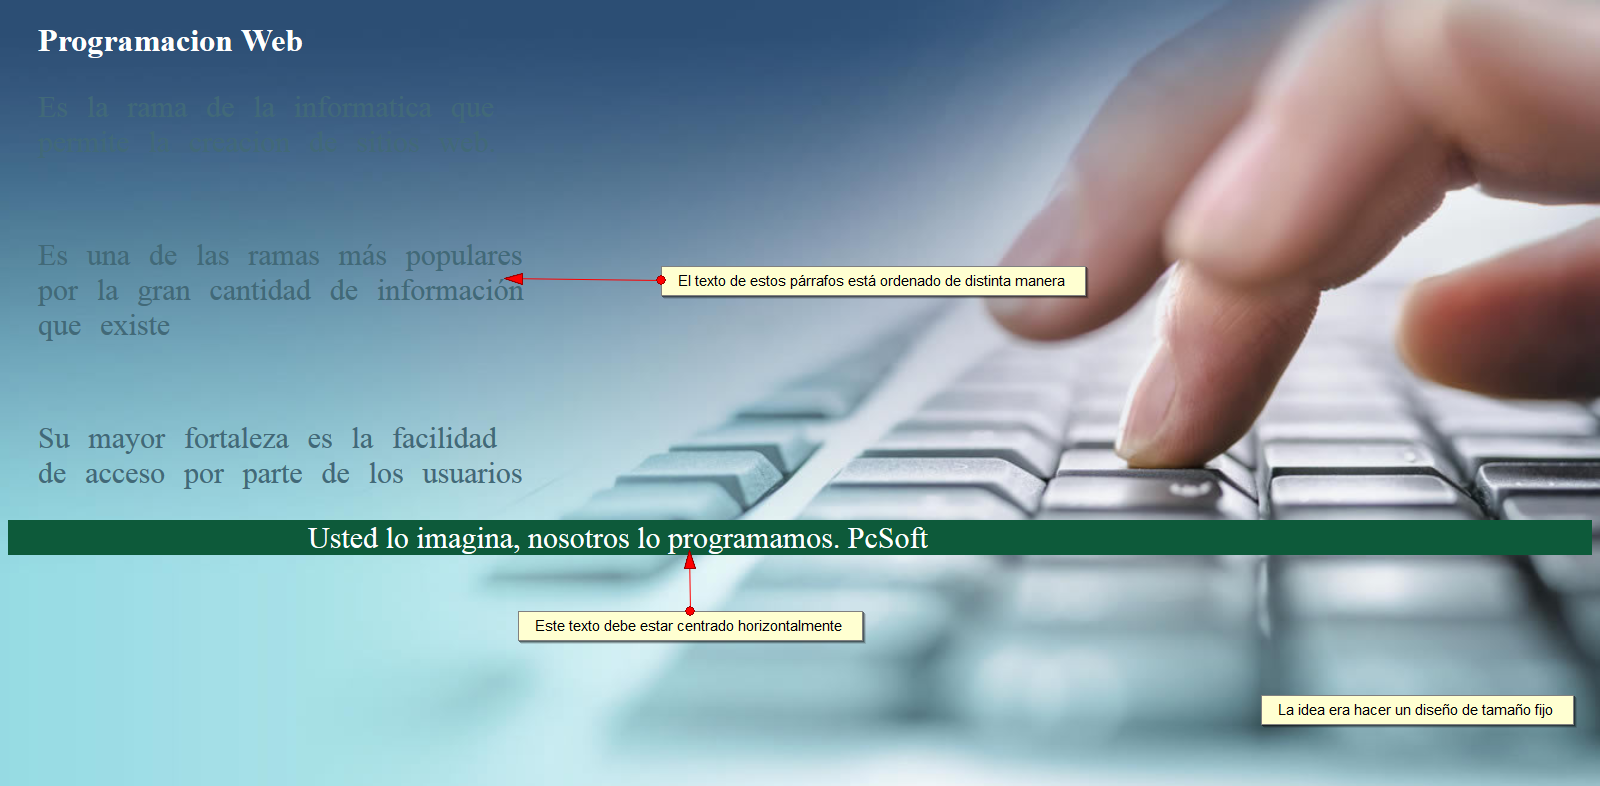 Programacion Web
Es la rama de la informatica que
permite la creacion de sitios web.
Es una de las ramas más populares
por la gran cantidad de información
que existe
El texto de estos párrafos está ordenado de distinta manera
Su mayor fortaleza es la facilidad
de acceso por parte de los usuarios
Usted lo imagina, nosotros lo programamos. PcSoft
Este texto debe estar centrado horizontalmente
La idea era hacer un diseño de tamaño fijo